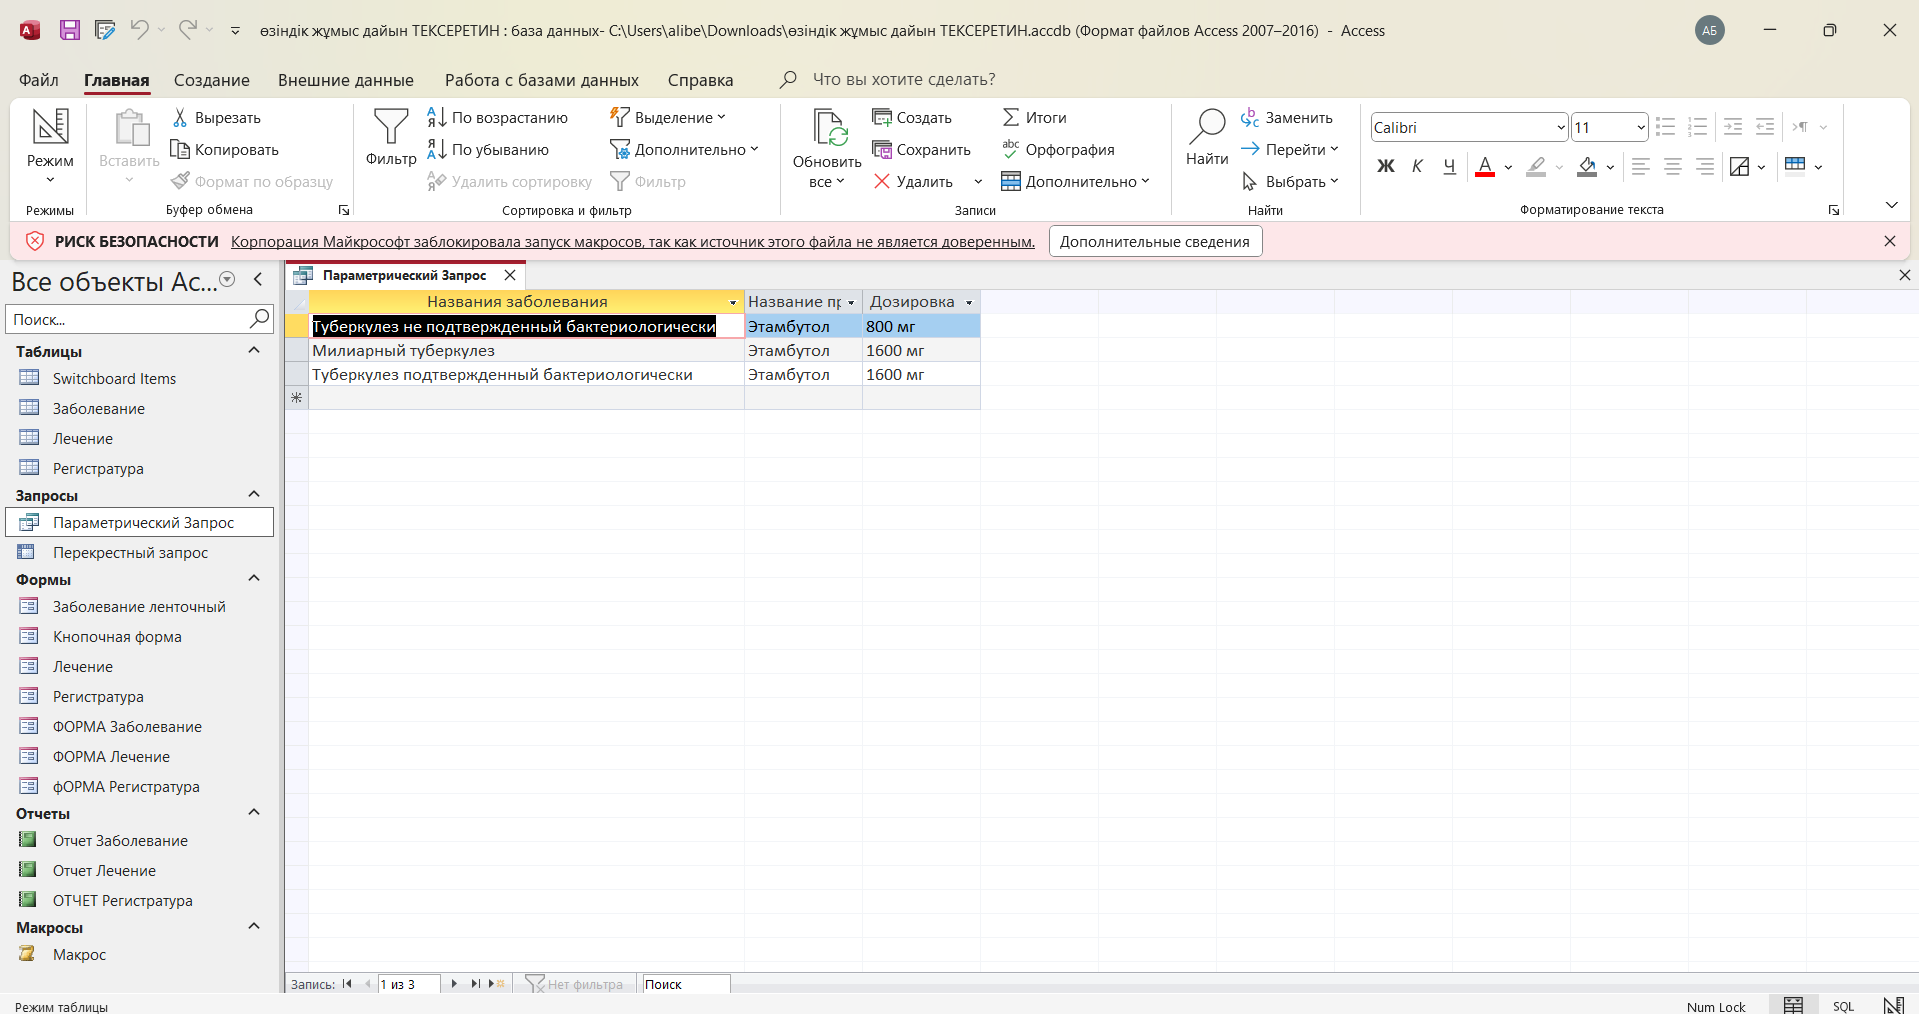 өзіндік жұмыс дайын ТЕКСЕРЕТИН : база данных- C:\Users\alibe\Downloads\өзіндік жұмыс дайын ТЕКСЕРЕТИН.accdb (Формат файлов Access 2007–2016) - Access
АБ
Файл Главная Создание Внешние данные Работа с базами данных Справка Что вы хотите сделать?
Режим
Режимы
Вставить
Вырезать
Копировать
Формат по образцу
Буфер обмена
Фильтр
По возрастанию
По убыванию
Удалить сортировку
Выделение
Дополнительно
Фильтр
Сортировка и фильтр
Обновить
все
Создать
Сохранить
Удалить
Итоги
Орфография
Дополнительно
Записи
Найти
Заменить
Перейти
Выбрать
Найти
Calibri 11
Ж К Ч А
Форматирование текста
РИСК БЕЗОПАСНОСТИ Корпорация Майкрософт заблокировала запуск макросов, так как источник этого файла не является доверенным. Дополнительные сведения
Все объекты Ac...
Поиск...
Таблицы
Switchboard Items
Заболевание
Лечение
Регистратура
Запросы
Параметрический Запрос
Перекрестный запрос
Формы
Заболевание ленточный
Кнопочная форма
Лечение
Регистратура
ФОРМА Заболевание
ФОРМА Лечение
фОРМА Регистратура
Отчеты
Отчет Заболевание
Отчет Лечение
ОТЧЕТ Регистратура
Макросы
Макрос
Параметрический Запрос
Названия заболевания Название пр Дозировка
Туберкулез не подтвержденный бактериологически Этамбутол 800 мг
Милиарный туберкулез Этамбутол 1600 мг
Туберкулез подтвержденный бактериологически Этамбутол 1600 мг
Запись: 1 из 3 Нет фильтра Поиск
Режим таблицы Num Lock SQL